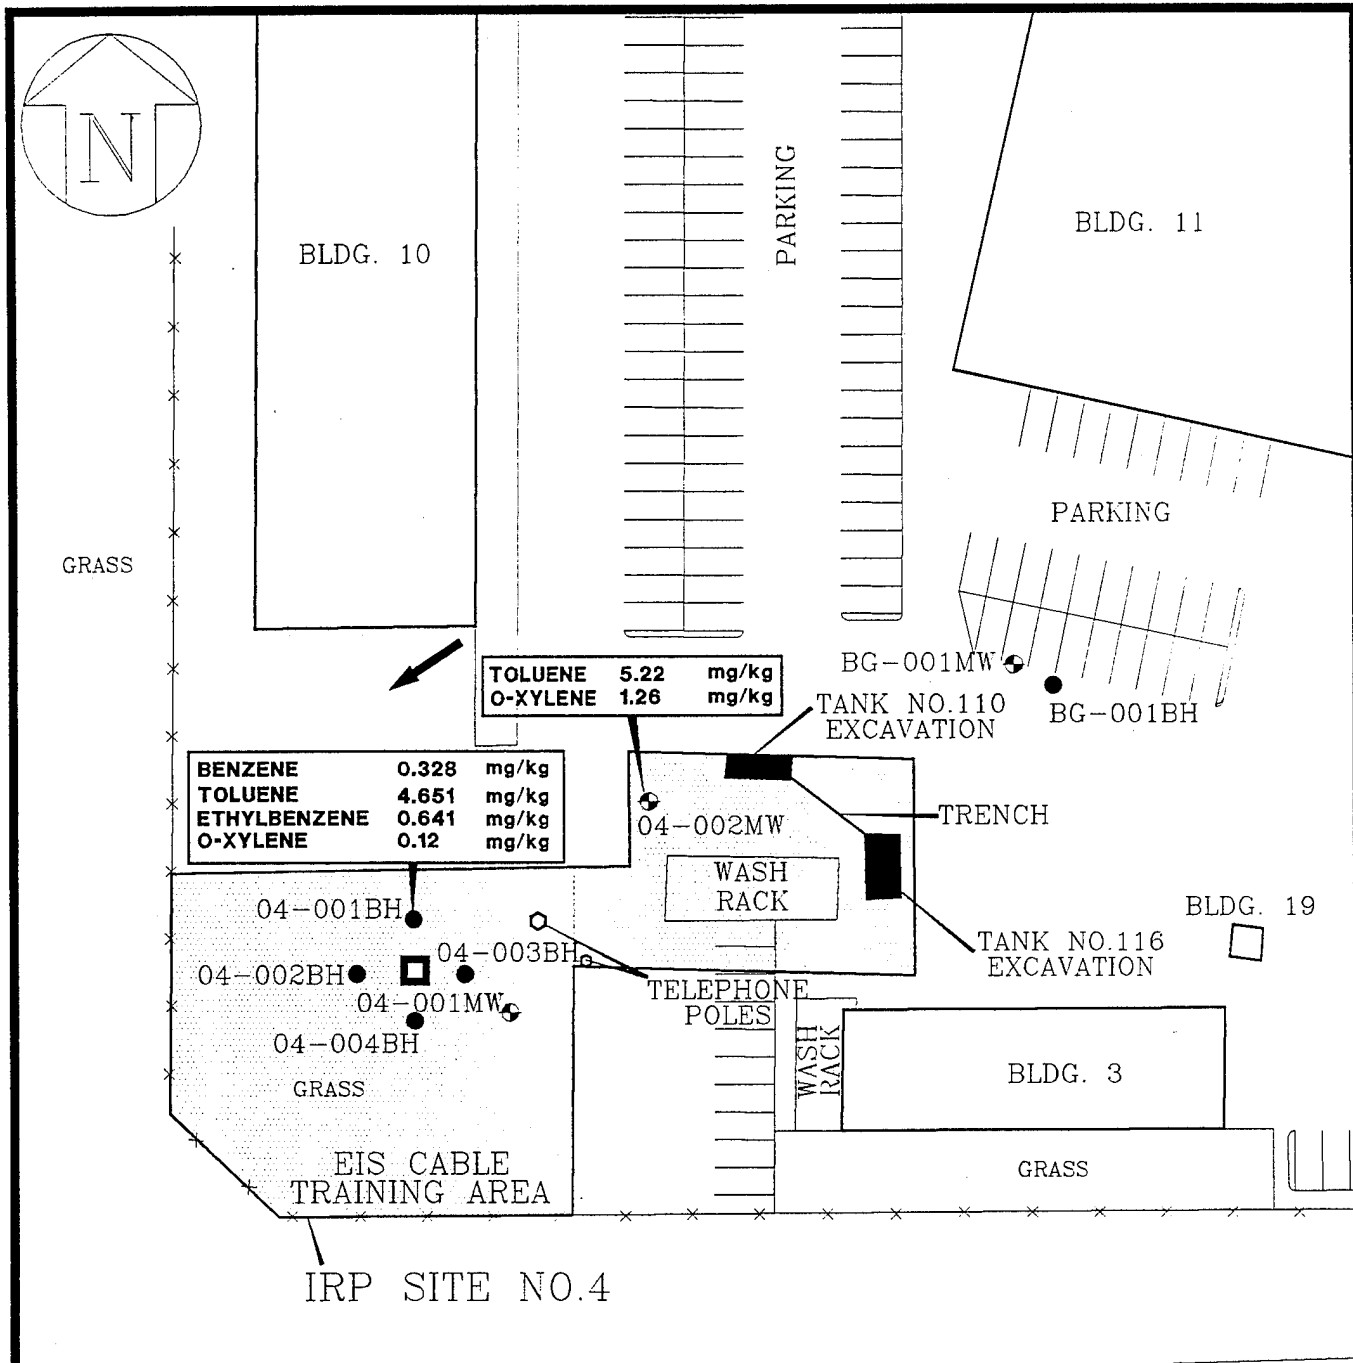 N
BLDG. 10
PARKING
BLDG. 11
PARKING
GRASS
TOLUENE 5.22 mg/kg
O-XYLENE 1.26 mg/kg
BG-001MW
BG-001BH
TANK NO.110
EXCAVATION
BENZENE 0.328 mg/kg
TOLUENE 4.651 mg/kg
ETHYLBENZENE 0.641 mg/kg
O-XYLENE 0.12 mg/kg
04-002MW
TRENCH
WASH
RACK
04-001BH
BLDG. 19
04-003BH
TANK NO.116
EXCAVATION
04-002BH
TELEPHONE
POLES
04-001MW
04-004BH
WASH
RACK
BLDG. 3
GRASS
EIS CABLE
TRAINING AREA
GRASS
IRP SITE NO.4